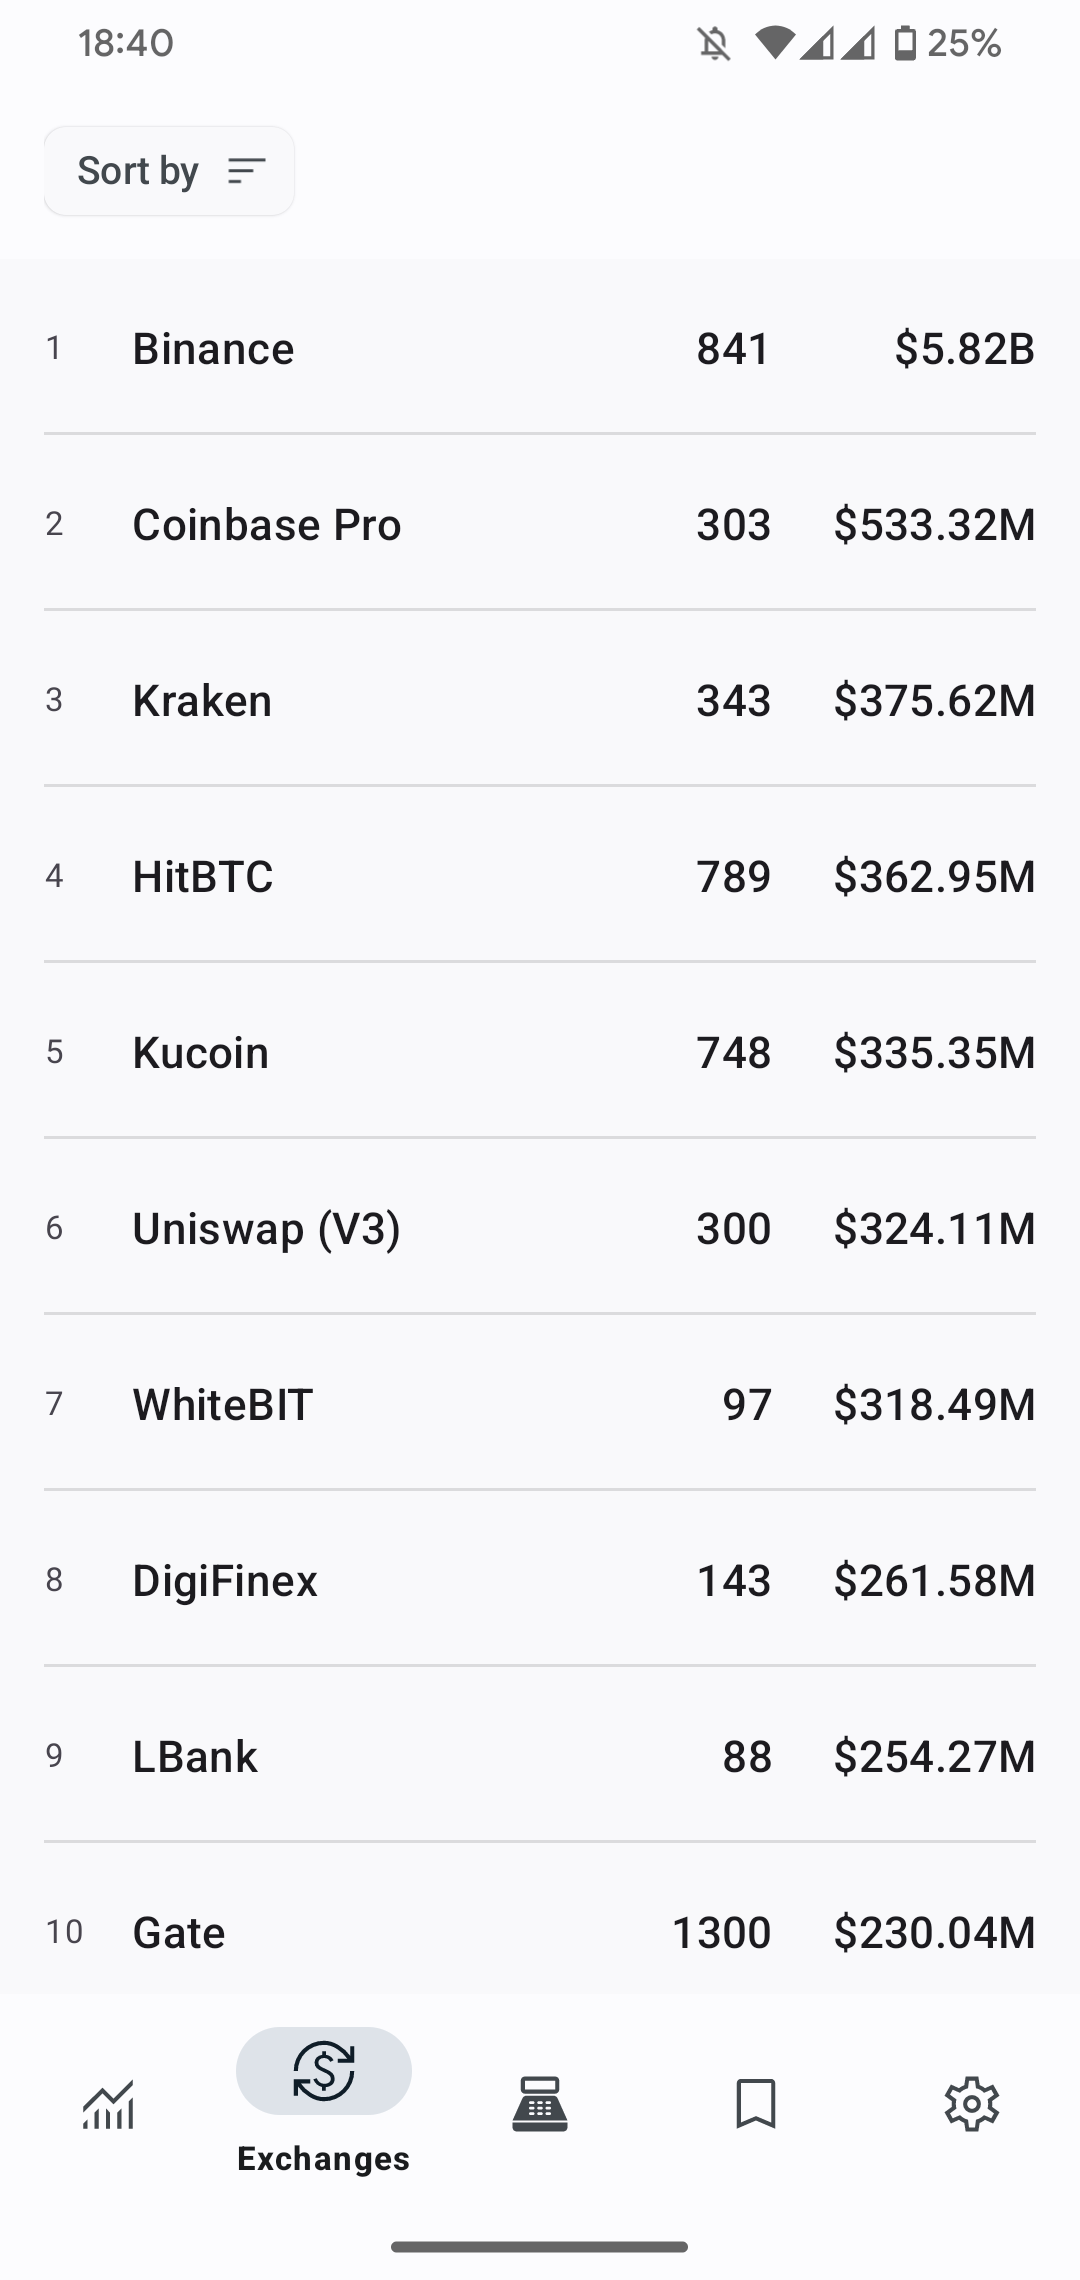 18:40 25%
Sort by
1 Binance 841 $5.82B
2 Coinbase Pro 303 $533.32M
3 Kraken 343 $375.62M
4 HitBTC 789 $362.95M
5 Kucoin 748 $335.35M
6 Uniswap (V3) 300 $324.11M
7 WhiteBIT 97 $318.49M
8 DigiFinex 143 $261.58M
9 LBank 88 $254.27M
10 Gate 1300 $230.04M
Exchanges